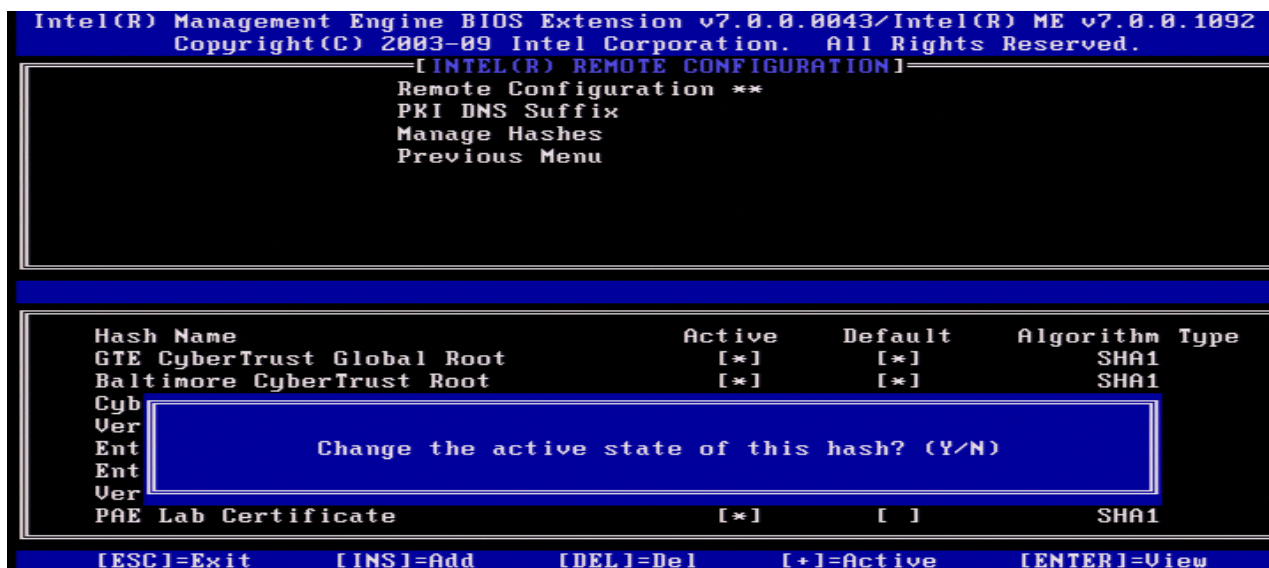 Intel(R) Management Engine BIOS Extension v7.0.0.0043/Intel(R) ME v7.0.0.1092
Copyright(C) 2003-09 Intel Corporation. All Rights Reserved.
[INTEL(R) REMOTE CONFIGURATION]
Remote Configuration **
PKI DNS Suffix
Manage Hashes
Previous Menu
Hash Name Active Default Algorithm Type
GTE CyberTrust Global Root [*] [*] SHA1
Baltimore CyberTrust Root [*] [*] SHA1
Cyb
Ver
Ent
Change the active state of this hash? (Y/N)
Ent
Ver
PAE Lab Certificate [*] [ ] SHA1
[ESC]=Exit [INS]=Add [DEL]=Del [+]=Active [ENTER]=View